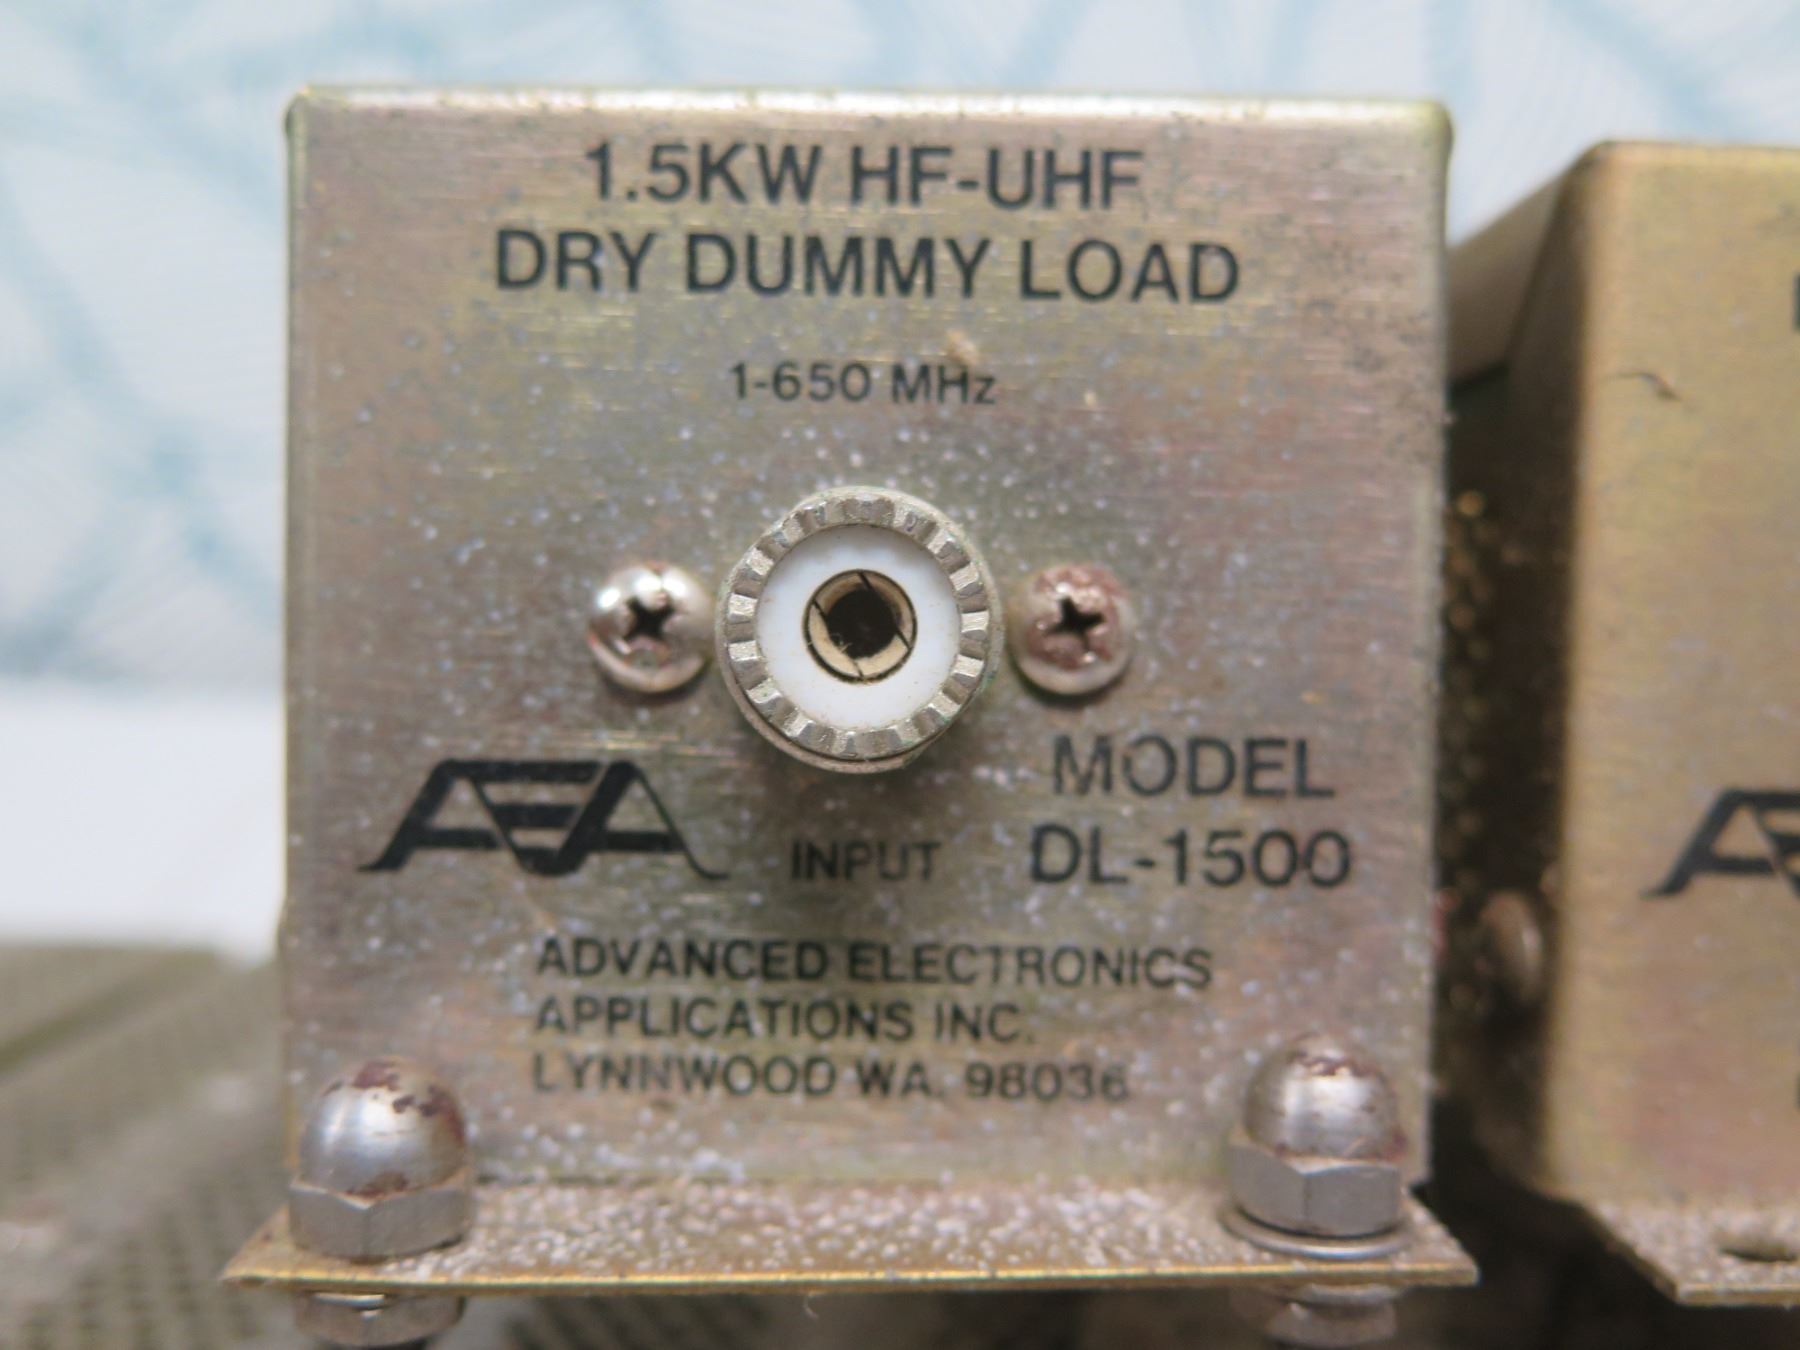 1.5KW HF-UHF
DRY DUMMY LOAD
1-650 MHz
AEA
INPUT
MODEL
DL-1500
ADVANCED ELECTRONICS
APPLICATIONS INC.
LYNNWOOD WA. 98036